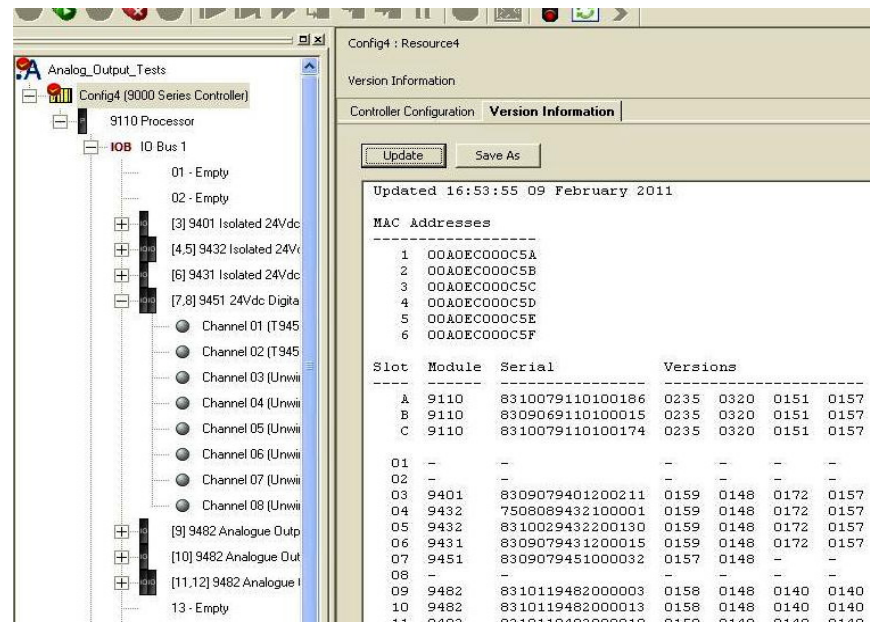 Analog_Output_Tests
Config4 (9000 Series Controller)
9110 Processor
IOB IO Bus 1
01 - Empty
02 - Empty
[3] 9401 Isolated 24Vdc
[4,5] 9432 Isolated 24V
[6] 9431 Isolated 24Vdc
[7,8] 9451 24Vdc Digita
Channel 01 (T945
Channel 02 (T945
Channel 03 (Unwi
Channel 04 (Unwi
Channel 05 (Unwi
Channel 06 (Unwi
Channel 07 (Unwi
Channel 08 (Unwi
[9] 9482 Analogue Outp
[10] 9482 Analogue Out
[11,12] 9482 Analogue
13 - Empty
Config4 : Resource4
Version Information
Controller Configuration Version Information
Update Save As
Updated 16:53:55 09 February 2011
MAC Addresses
1 00A0EC000C5A
2 00A0EC000C5B
3 00A0EC000C5C
4 00A0EC000C5D
5 00A0EC000C5E
6 00A0EC000C5F
Slot Module Serial Versions
A 9110 8310079110100186 0235 0320 0151 0157
B 9110 8309069110100015 0235 0320 0151 0157
C 9110 8310079110100174 0235 0320 0151 0157
01 - - - - - -
02 - - - - - -
03 9401 8309079401200211 0159 0148 0172 0157
04 9432 7508089432100001 0159 0148 0172 0157
05 9432 8310029432200130 0159 0148 0172 0157
06 9431 8309079431200015 0159 0148 0172 0157
07 9451 8309079451000032 0157 0148 - -
08 - - - - - -
09 9482 8310119482000003 0158 0148 0140 0140
10 9482 8310119482000013 0158 0148 0140 0140